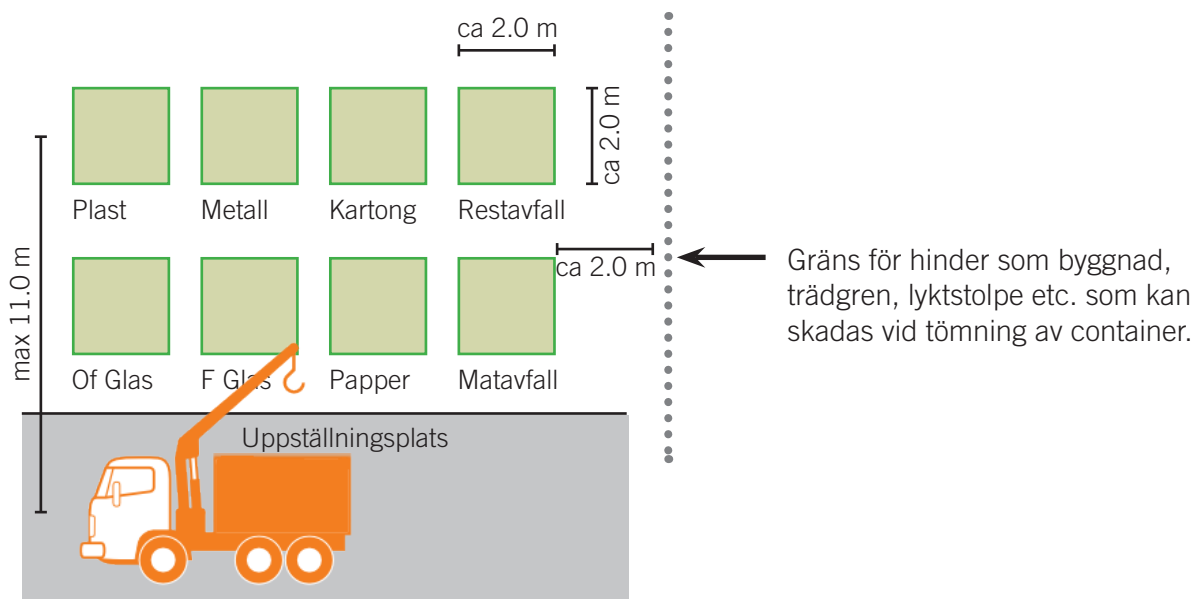 ca 2.0 m
ca 2.0 m
Plast Metall Kartong Restavfall
max 11.0 m
ca 2.0 m
Gräns för hinder som byggnad,
trädgren, lyktstolpe etc. som kan
skadas vid tömning av container.
Of Glas F Glas Papper Matavfall
Uppställningsplats